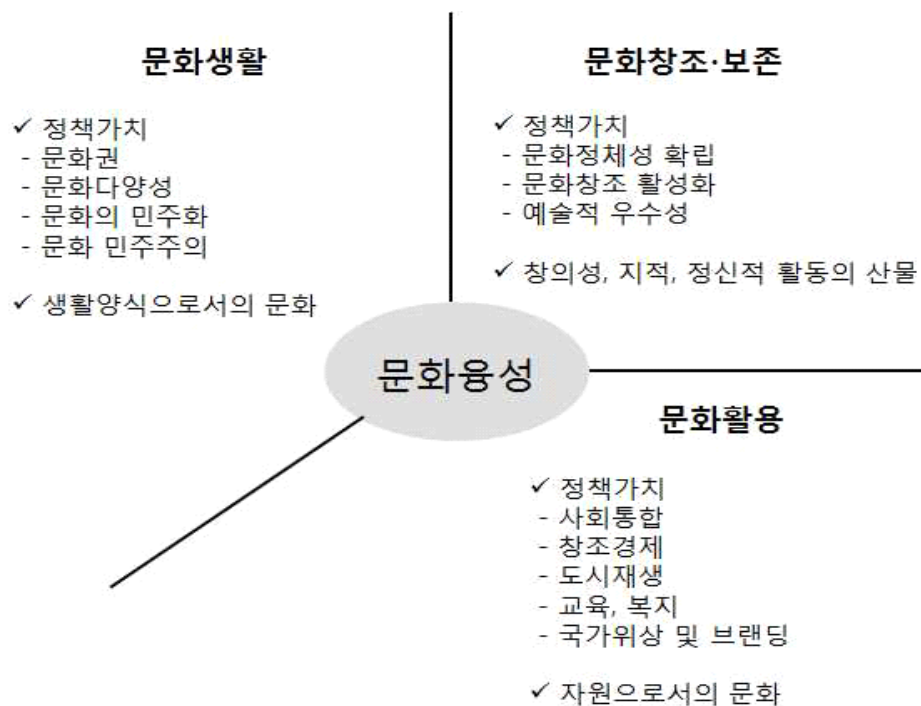 문화생활
✓ 정책가치
- 문화권
- 문화다양성
- 문화의 민주화
- 문화 민주주의
✓ 생활양식으로서의 문화
문화창조·보존
✓ 정책가치
- 문화정체성 확립
- 문화창조 활성화
- 예술적 우수성
✓ 창의성, 지적, 정신적 활동의 산물
문화융성
문화활용
✓ 정책가치
- 사회통합
- 창조경제
- 도시재생
- 교육, 복지
- 국가위상 및 브랜딩
✓ 자원으로서의 문화